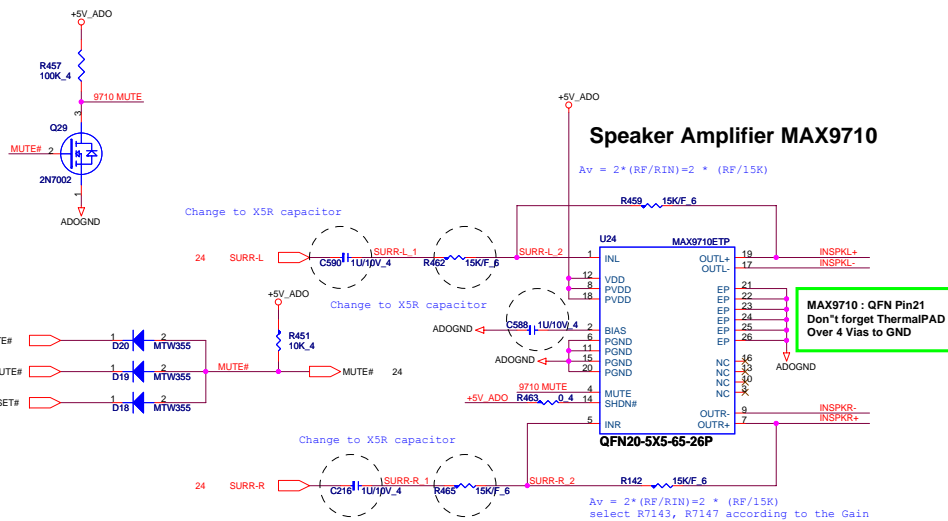 +5V_ADO
R457
100K_4
9710 MUTE
3
Q29
MUTE# 2
2N7002
1
ADOGND
+5V_ADO
Speaker Amplifier MAX9710
Av = 2*(RF/RIN)=2 * (RF/15K)
R459 15K/F_6
Change to X5R capacitor
24 SURR-L
C590 1U/10V_4
SURR-L_1
R462 15K/F_6
SURR-L_2
U24 MAX9710ETP
1 INL
OUTL+ 19 INSPKL+
OUTL- 17 INSPKL-
12 VDD
8 PVDD
18 PVDD
EP 21
EP 22
EP 23
EP 24
EP 25
EP 26
MAX9710 : QFN Pin21
Don"t forget ThermalPAD
Over 4 Vias to GND
ADOGND
+5V_ADO
Change to X5R capacitor
ADOGND
C588 1U/10V_4
2 BIAS
6 PGND
11 PGND
15 PGND
20 PGND
ADOGND
NC 16
NC 13
NC 10
NC 3
R451
10K_4
TE#
1 2
D20 MTW355
UTE#
1 2
D19 MTW355
MUTE#
MUTE# 24
SET#
1 2
D18 MTW355
9710 MUTE
4 MUTE
+5V_ADO R463 0_4
14 SHDN#
5 INR
OUTR- 9 INSPKR-
OUTR+ 7 INSPKR+
QFN20-5X5-65-26P
Change to X5R capacitor
24 SURR-R
C216 1U/10V_4
SURR-R_1
R465 15K/F_6
SURR-R_2
R142 15K/F_6
Av = 2*(RF/RIN)=2 * (RF/15K)
select R7143, R7147 according to the Gain